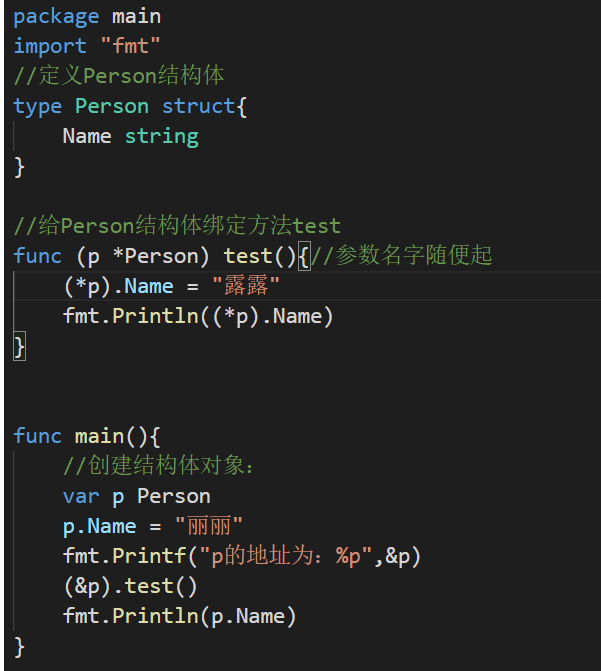 package main
import "fmt"
//定义Person结构体
type Person struct{
    Name string
}
//给Person结构体绑定方法test
func (p *Person) test(){//参数名字随便起
    (*p).Name = "露露"
    fmt.Println((*p).Name)
}
func main(){
    //创建结构体对象：
    var p Person
    p.Name = "丽丽"
    fmt.Printf("p的地址为：%p",&p)
    (&p).test()
    fmt.Println(p.Name)
}